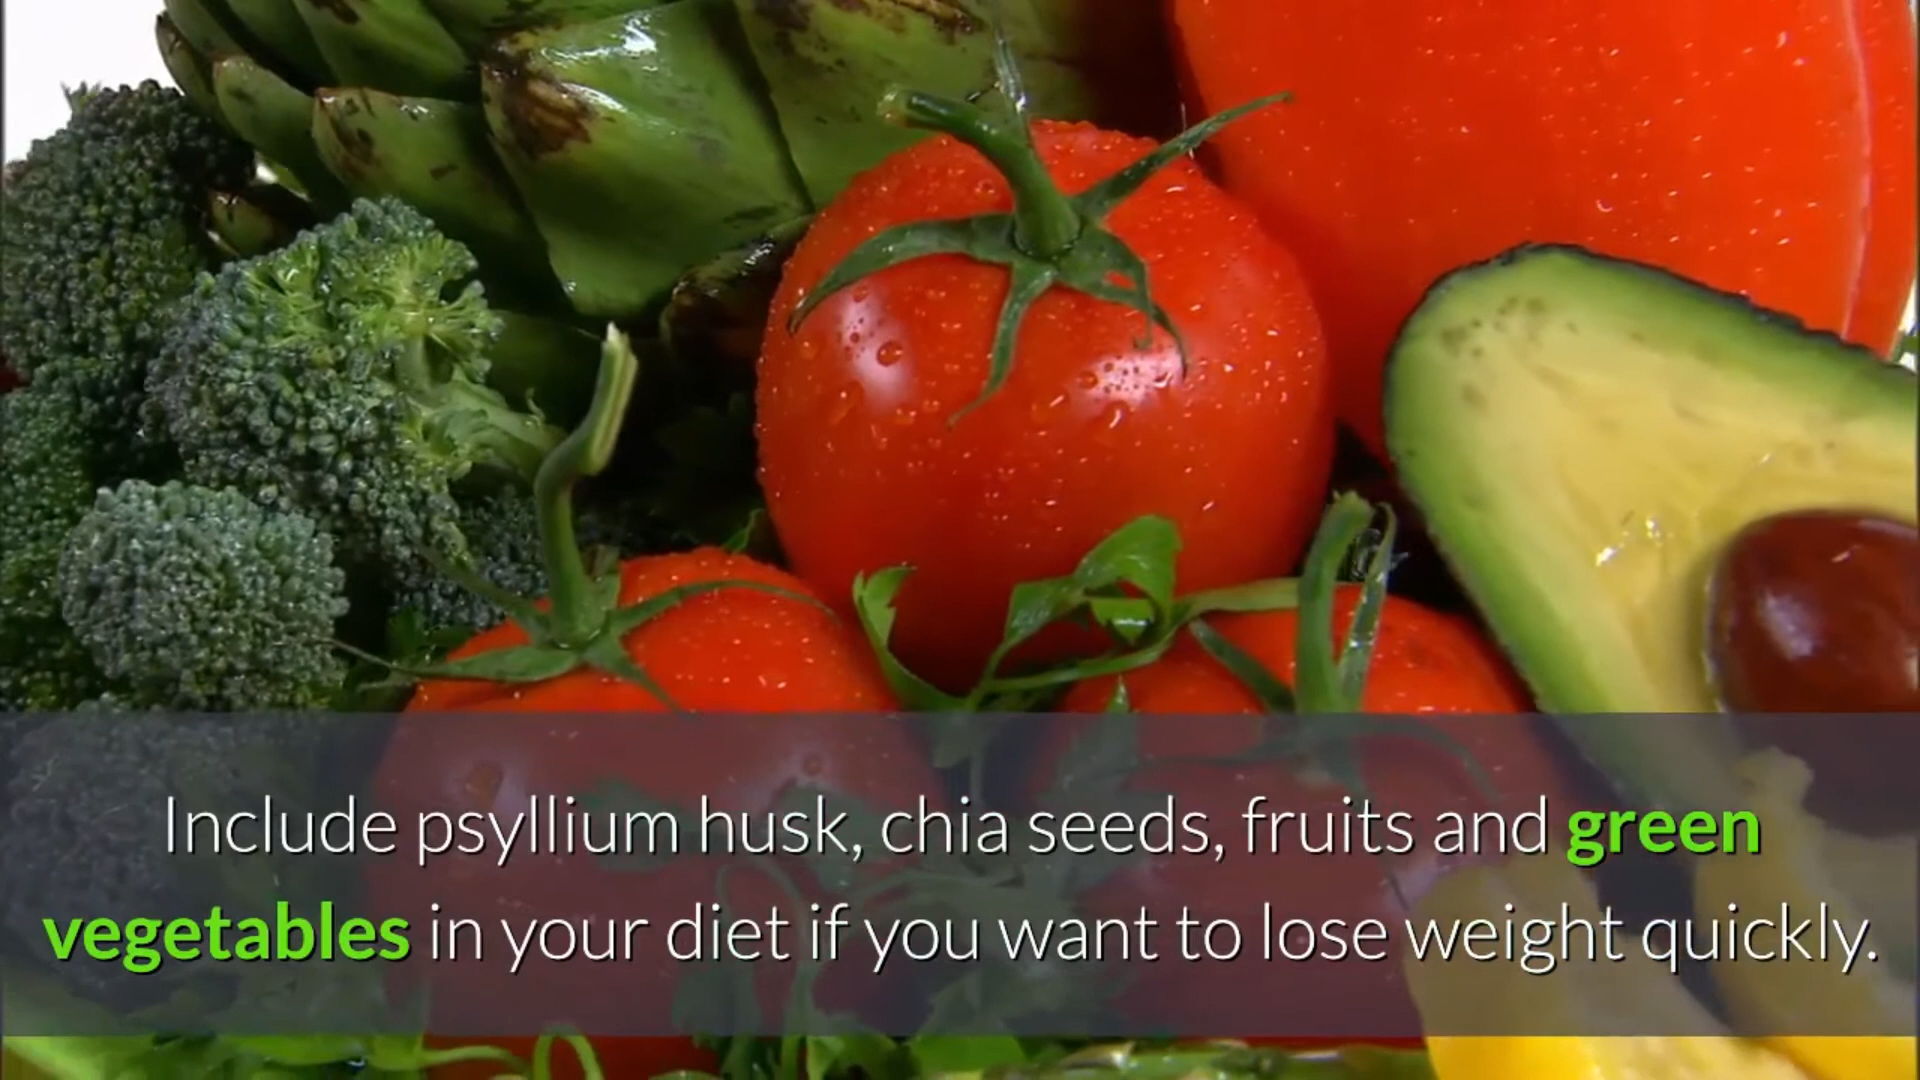 Include psyllium husk, chia seeds, fruits and green
vegetables in your diet if you want to lose weight quickly.